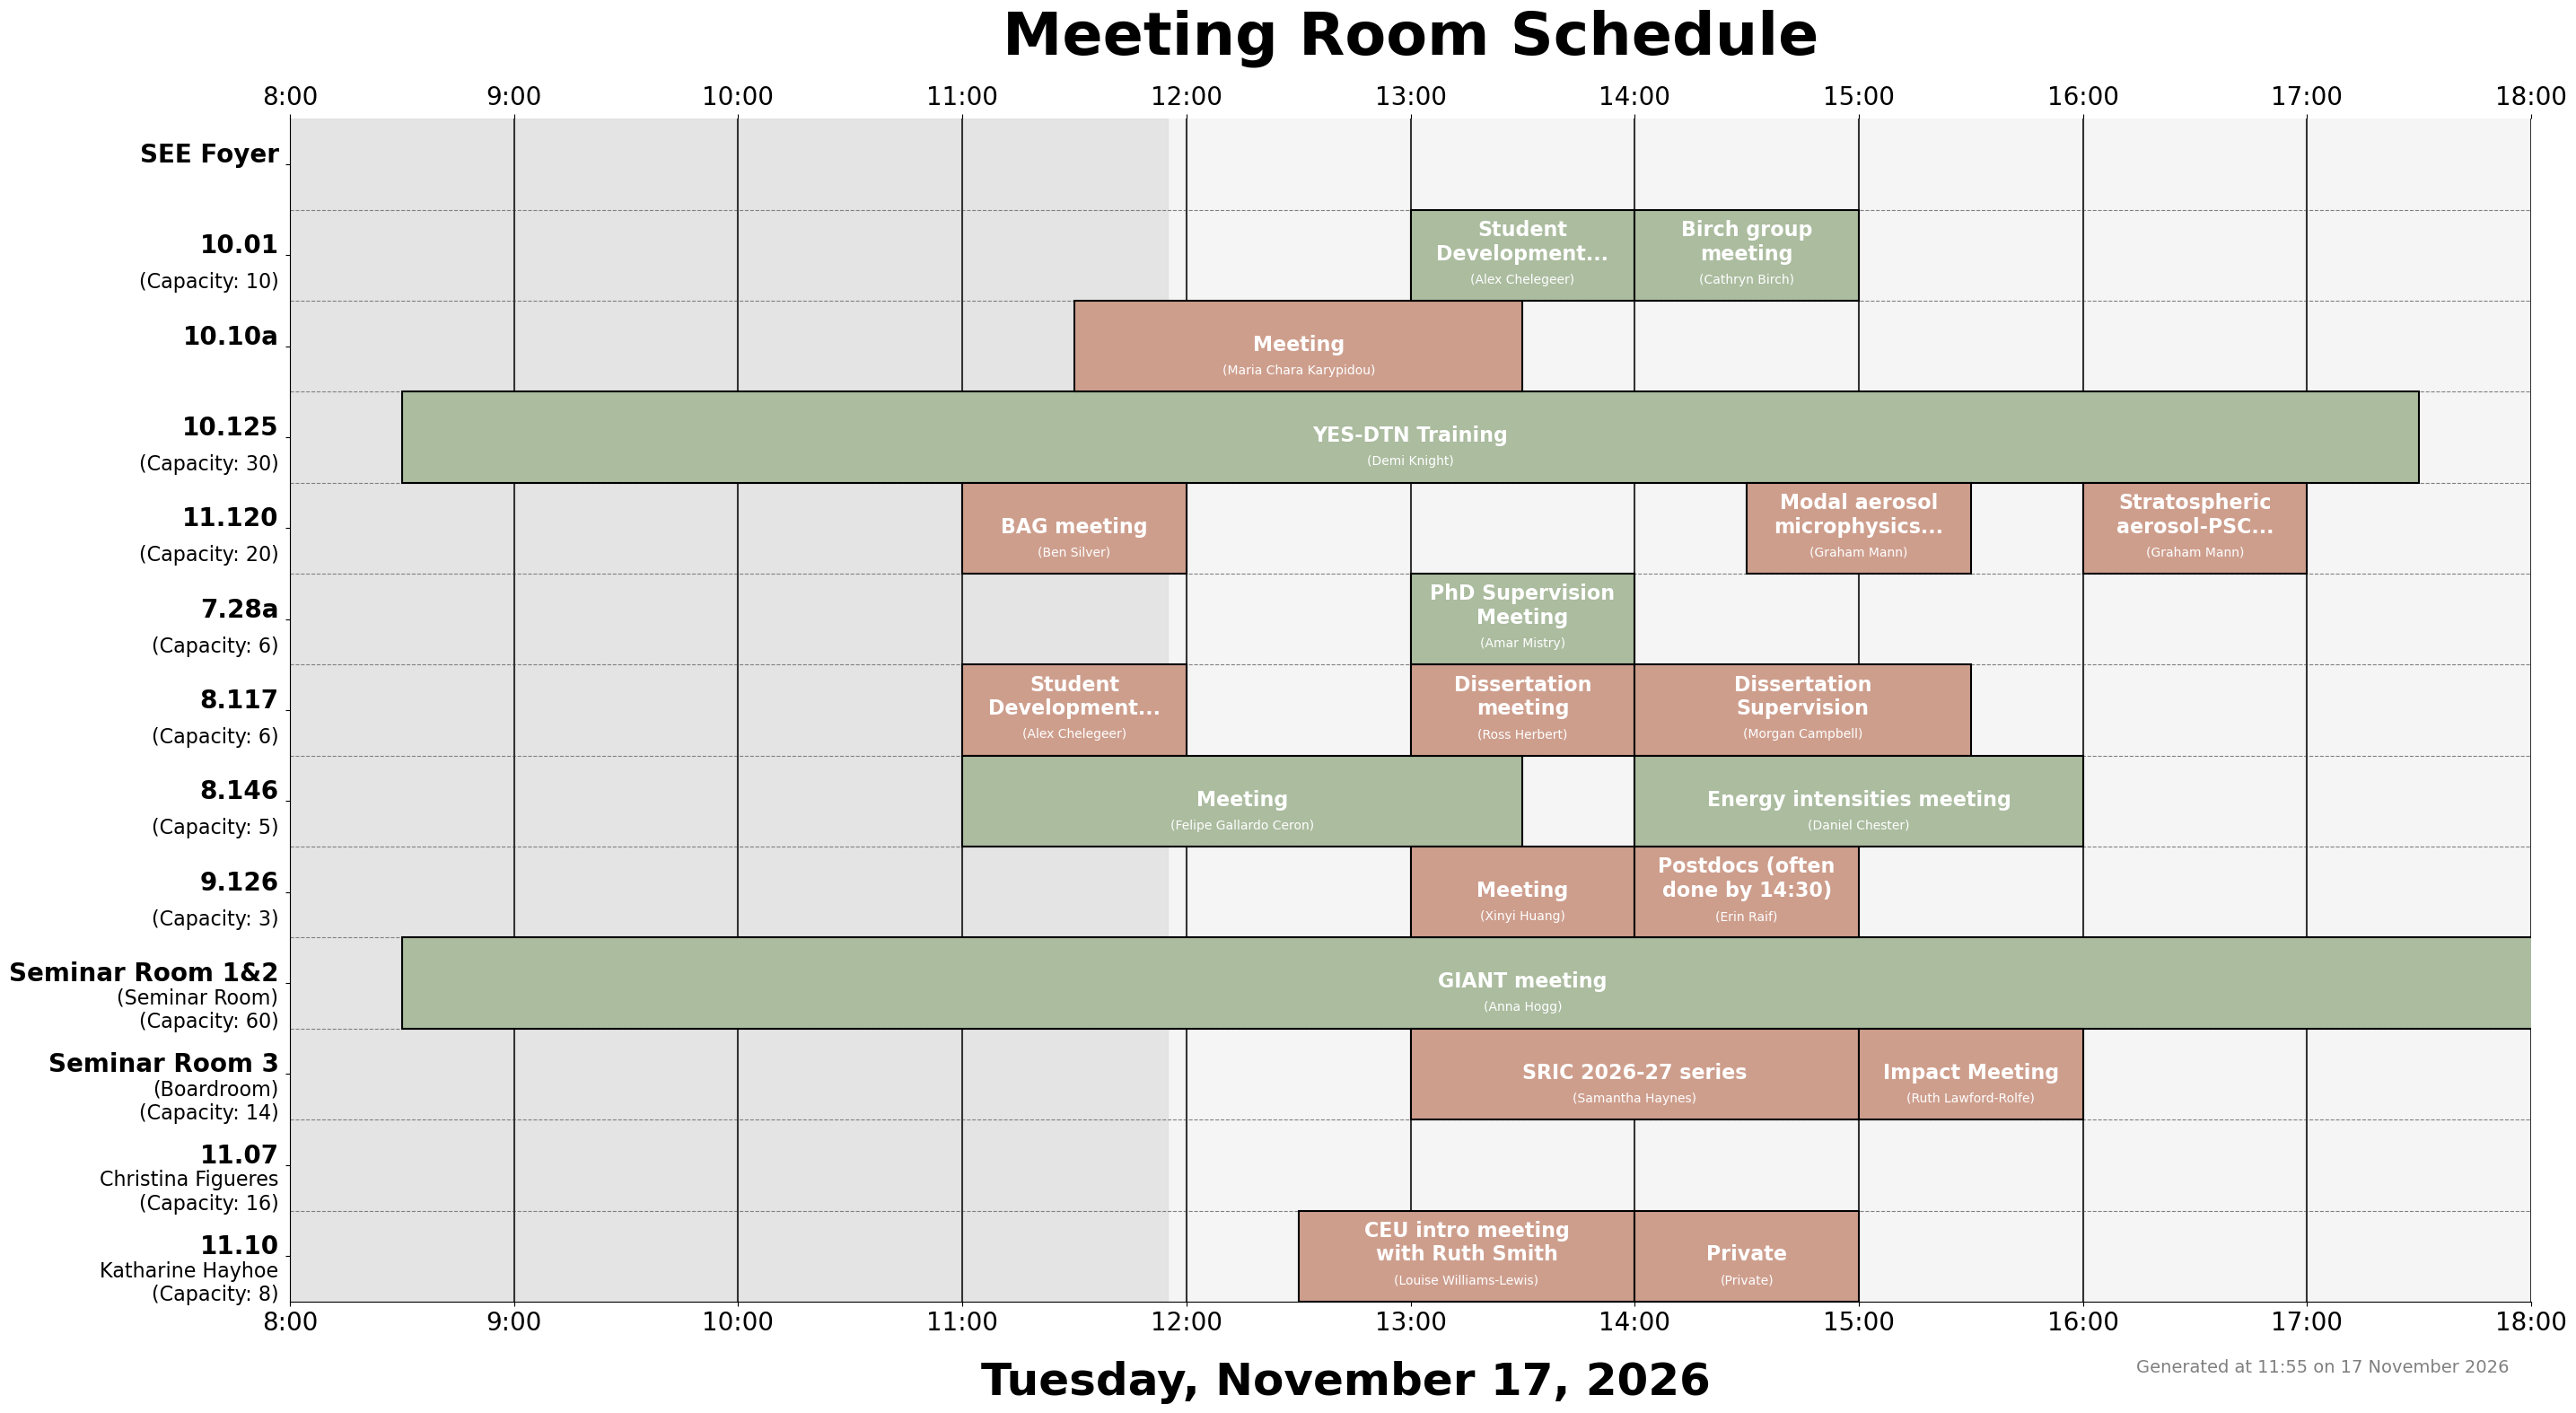 Meeting Room Schedule
8:00 9:00 10:00 11:00 12:00 13:00 14:00 15:00 16:00 17:00 18:00
SEE Foyer
10.01
(Capacity: 10)
Student
Development...
(Alex Chelegeer)
Birch group
meeting
(Cathryn Birch)
10.10a
Meeting
(Maria Chara Karypidou)
10.125
(Capacity: 30)
YES-DTN Training
(Demi Knight)
11.120
(Capacity: 20)
BAG meeting
(Ben Silver)
Modal aerosol
microphysics...
(Graham Mann)
Stratospheric
aerosol-PSC...
(Graham Mann)
7.28a
(Capacity: 6)
PhD Supervision
Meeting
(Amar Mistry)
8.117
(Capacity: 6)
Student
Development...
(Alex Chelegeer)
Dissertation
meeting
(Ross Herbert)
Dissertation
Supervision
(Morgan Campbell)
8.146
(Capacity: 5)
Meeting
(Felipe Gallardo Ceron)
Energy intensities meeting
(Daniel Chester)
9.126
(Capacity: 3)
Meeting
(Xinyi Huang)
Postdocs (often
done by 14:30)
(Erin Raif)
Seminar Room 1&2
(Seminar Room)
(Capacity: 60)
GIANT meeting
(Anna Hogg)
Seminar Room 3
(Boardroom)
(Capacity: 14)
SRIC 2026-27 series
(Samantha Haynes)
Impact Meeting
(Ruth Lawford-Rolfe)
11.07
Christina Figueres
(Capacity: 16)
11.10
Katharine Hayhoe
(Capacity: 8)
CEU intro meeting
with Ruth Smith
(Louise Williams-Lewis)
Private
(Private)
8:00 9:00 10:00 11:00 12:00 13:00 14:00 15:00 16:00 17:00 18:00
Tuesday, November 17, 2026
Generated at 11:55 on 17 November 2026